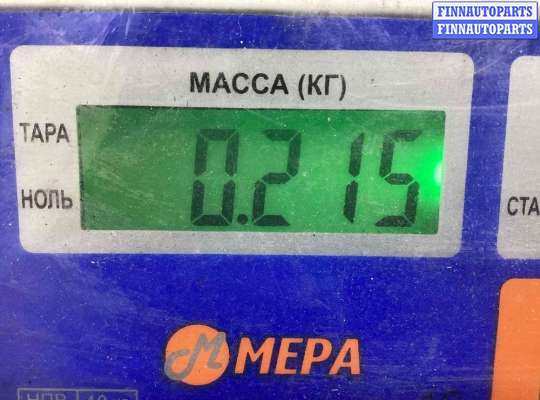 FINNAUTOPARTS
FINNAUTOPARTS
МАССА (КГ)
ТАРА
0.215
НОЛЬ
СТА
М МЕРА